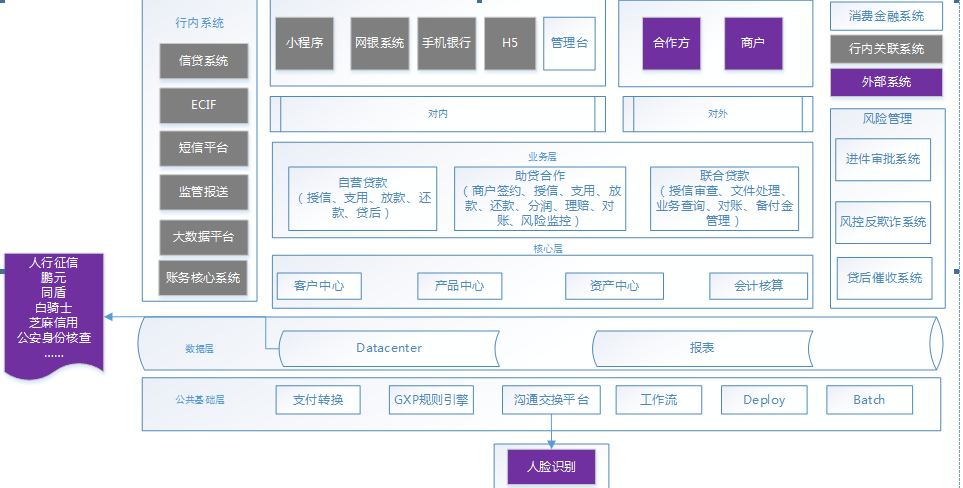 行内系统
信贷系统
ECIF
短信平台
监管报送
大数据平台
账务核心系统
小程序
网银系统
手机银行
H5
管理台
合作方
商户
消费金融系统
行内关联系统
外部系统
对内
对外
业务层
自营贷款
（授信、支用、放款、还
款、贷后）
助贷合作
（商户签约、授信、支用、放
款、还款、分润、理赔、对
账、风险监控）
联合贷款
（授信审查、文件处理、
业务查询、对账、备付金
管理）
核心层
客户中心
产品中心
资产中心
会计核算
风险管理
进件审批系统
风控反欺诈系统
贷后催收系统
人行征信
鹏元
同盾
白骑士
芝麻信用
公安身份核查
......
数据层
Datacenter
报表
公共基础层
支付转换
GXP规则引擎
沟通交换平台
工作流
Deploy
Batch
人脸识别